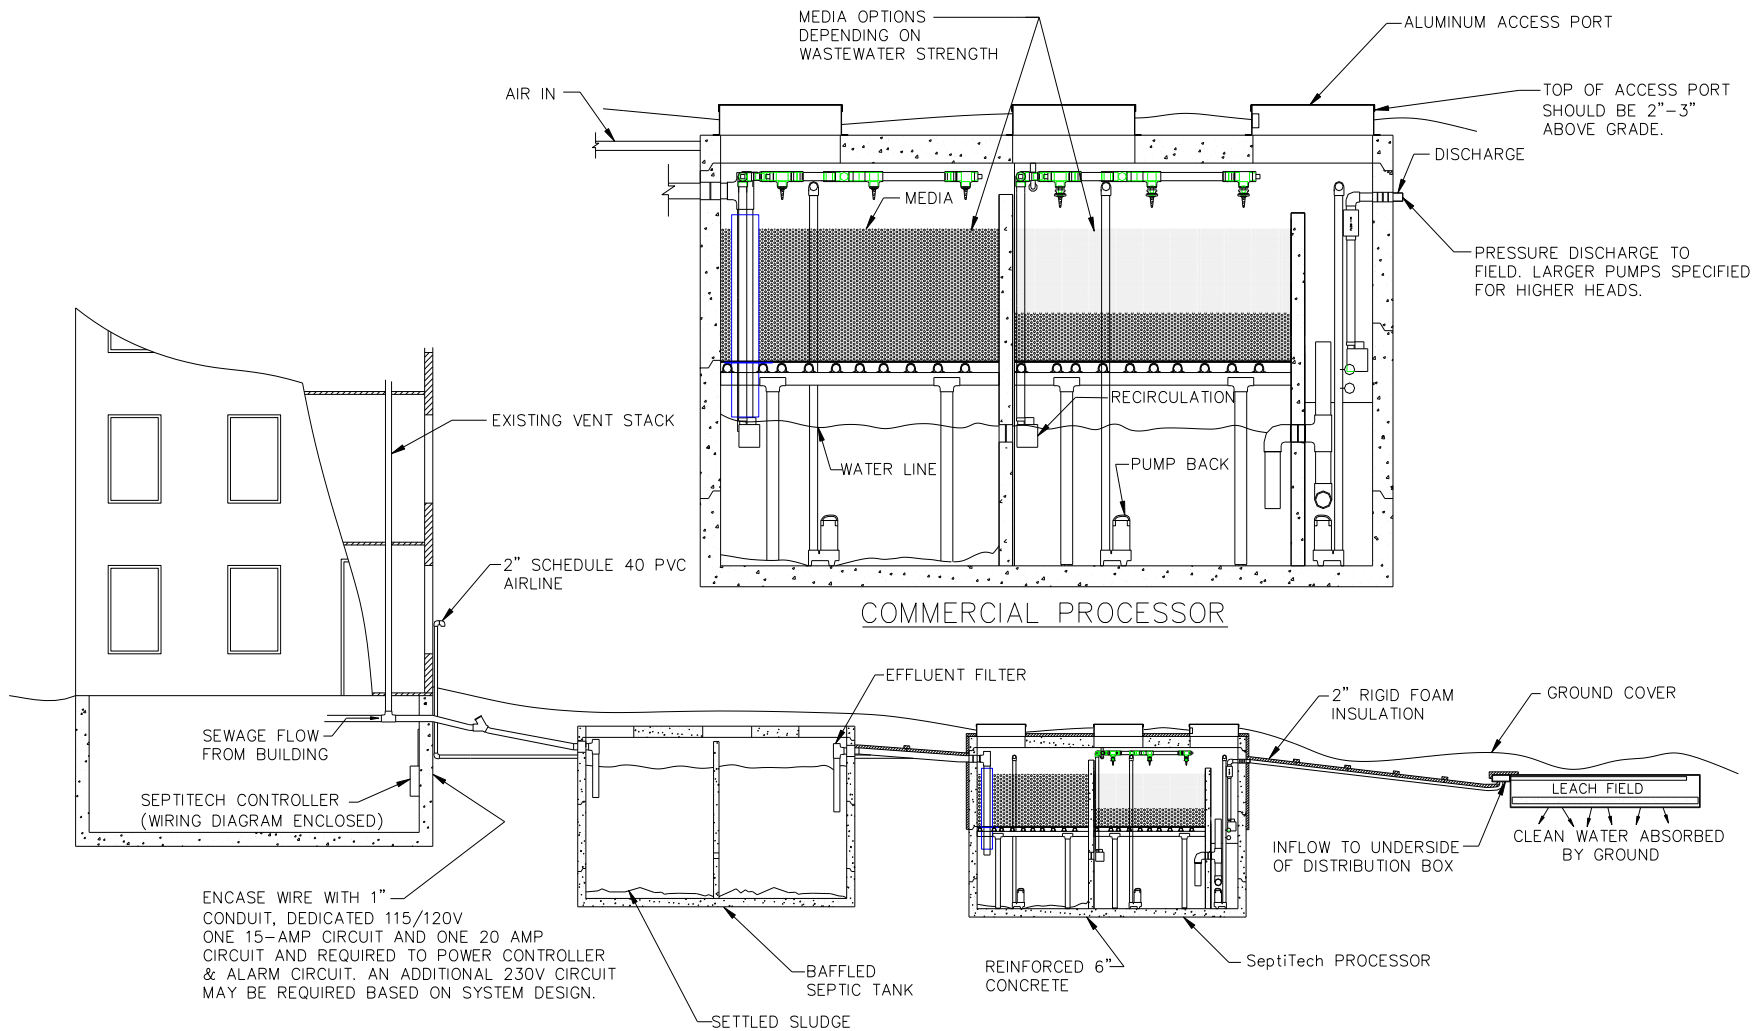 MEDIA OPTIONS
DEPENDING ON
WASTEWATER STRENGTH
ALUMINUM ACCESS PORT
AIR IN
TOP OF ACCESS PORT
SHOULD BE 2"-3"
ABOVE GRADE.
DISCHARGE
MEDIA
PRESSURE DISCHARGE TO
FIELD. LARGER PUMPS SPECIFIED
FOR HIGHER HEADS.
RECIRCULATION
EXISTING VENT STACK
WATER LINE
PUMP BACK
2" SCHEDULE 40 PVC
AIRLINE
COMMERCIAL PROCESSOR
EFFLUENT FILTER
2" RIGID FOAM
INSULATION
GROUND COVER
SEWAGE FLOW
FROM BUILDING
SEPTITECH CONTROLLER
(WIRING DIAGRAM ENCLOSED)
LEACH FIELD
CLEAN WATER ABSORBED
BY GROUND
INFLOW TO UNDERSIDE
OF DISTRIBUTION BOX
ENCASE WIRE WITH 1"
CONDUIT, DEDICATED 115/120V
ONE 15-AMP CIRCUIT AND ONE 20 AMP
CIRCUIT AND REQUIRED TO POWER CONTROLLER
& ALARM CIRCUIT. AN ADDITIONAL 230V CIRCUIT
MAY BE REQUIRED BASED ON SYSTEM DESIGN.
BAFFLED
SEPTIC TANK
REINFORCED 6"
CONCRETE
SeptiTech PROCESSOR
SETTLED SLUDGE